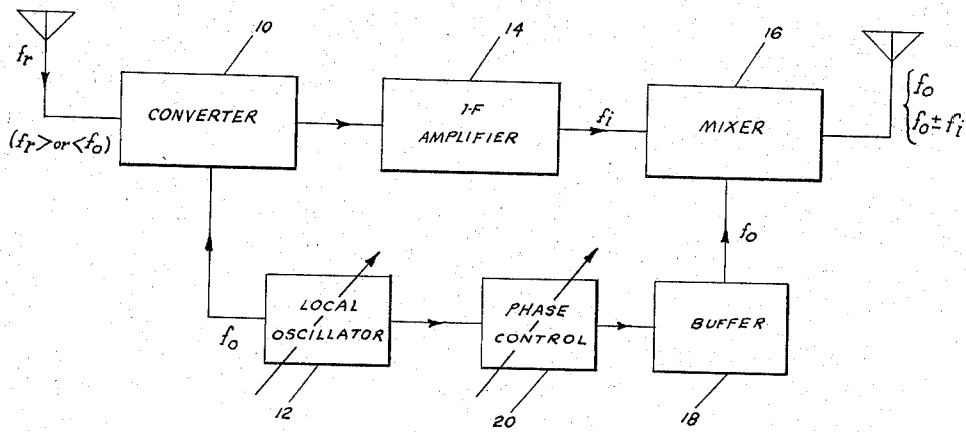 10
14
16
f_r
CONVERTER
I-F
AMPLIFIER
f_i
MIXER
f_o
f_o ± f_i
(f_r > or < f_o)
f_o
f_o
LOCAL
OSCILLATOR
PHASE
CONTROL
BUFFER
12
20
18